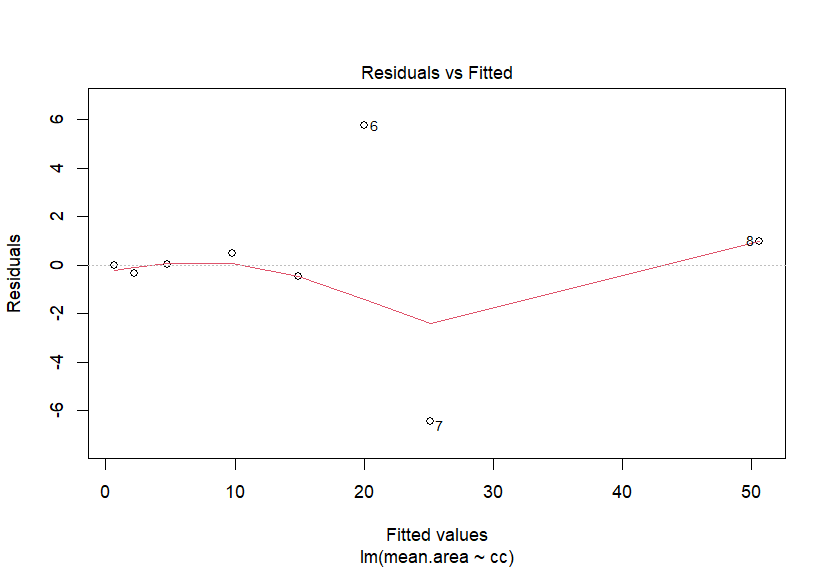 Residuals vs Fitted
Residuals
6
4
2
0
-2
-4
-6
6
8
7
0 10 20 30 40 50
Fitted values
lm(mean.area ~ cc)